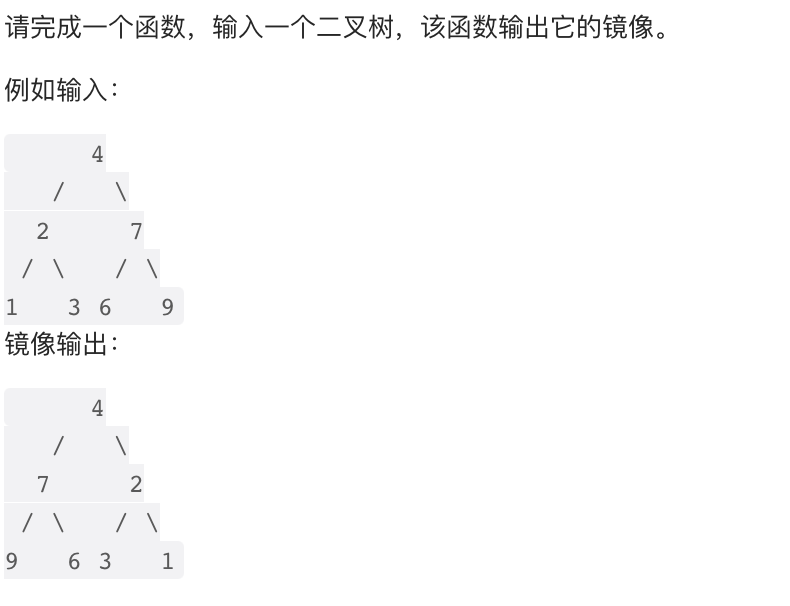 请完成一个函数，输入一个二叉树，该函数输出它的镜像。
例如输入：
     4
   /   \
  2     7
 / \   / \
1   3 6   9
镜像输出：
     4
   /   \
  7     2
 / \   / \
9   6 3   1